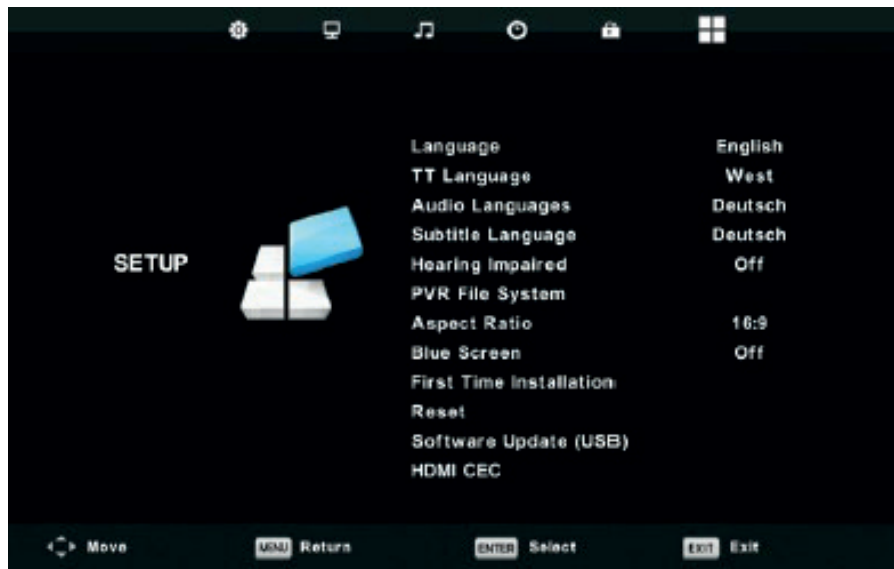 SETUP
Language English
TT Language West
Audio Languages Deutsch
Subtitle Language Deutsch
Hearing Impaired Off
PVR File System
Aspect Ratio 16:9
Blue Screen Off
First Time Installation
Reset
Software Update (USB)
HDMI CEC
Move MENU Return ENTER Select EXIT Exit